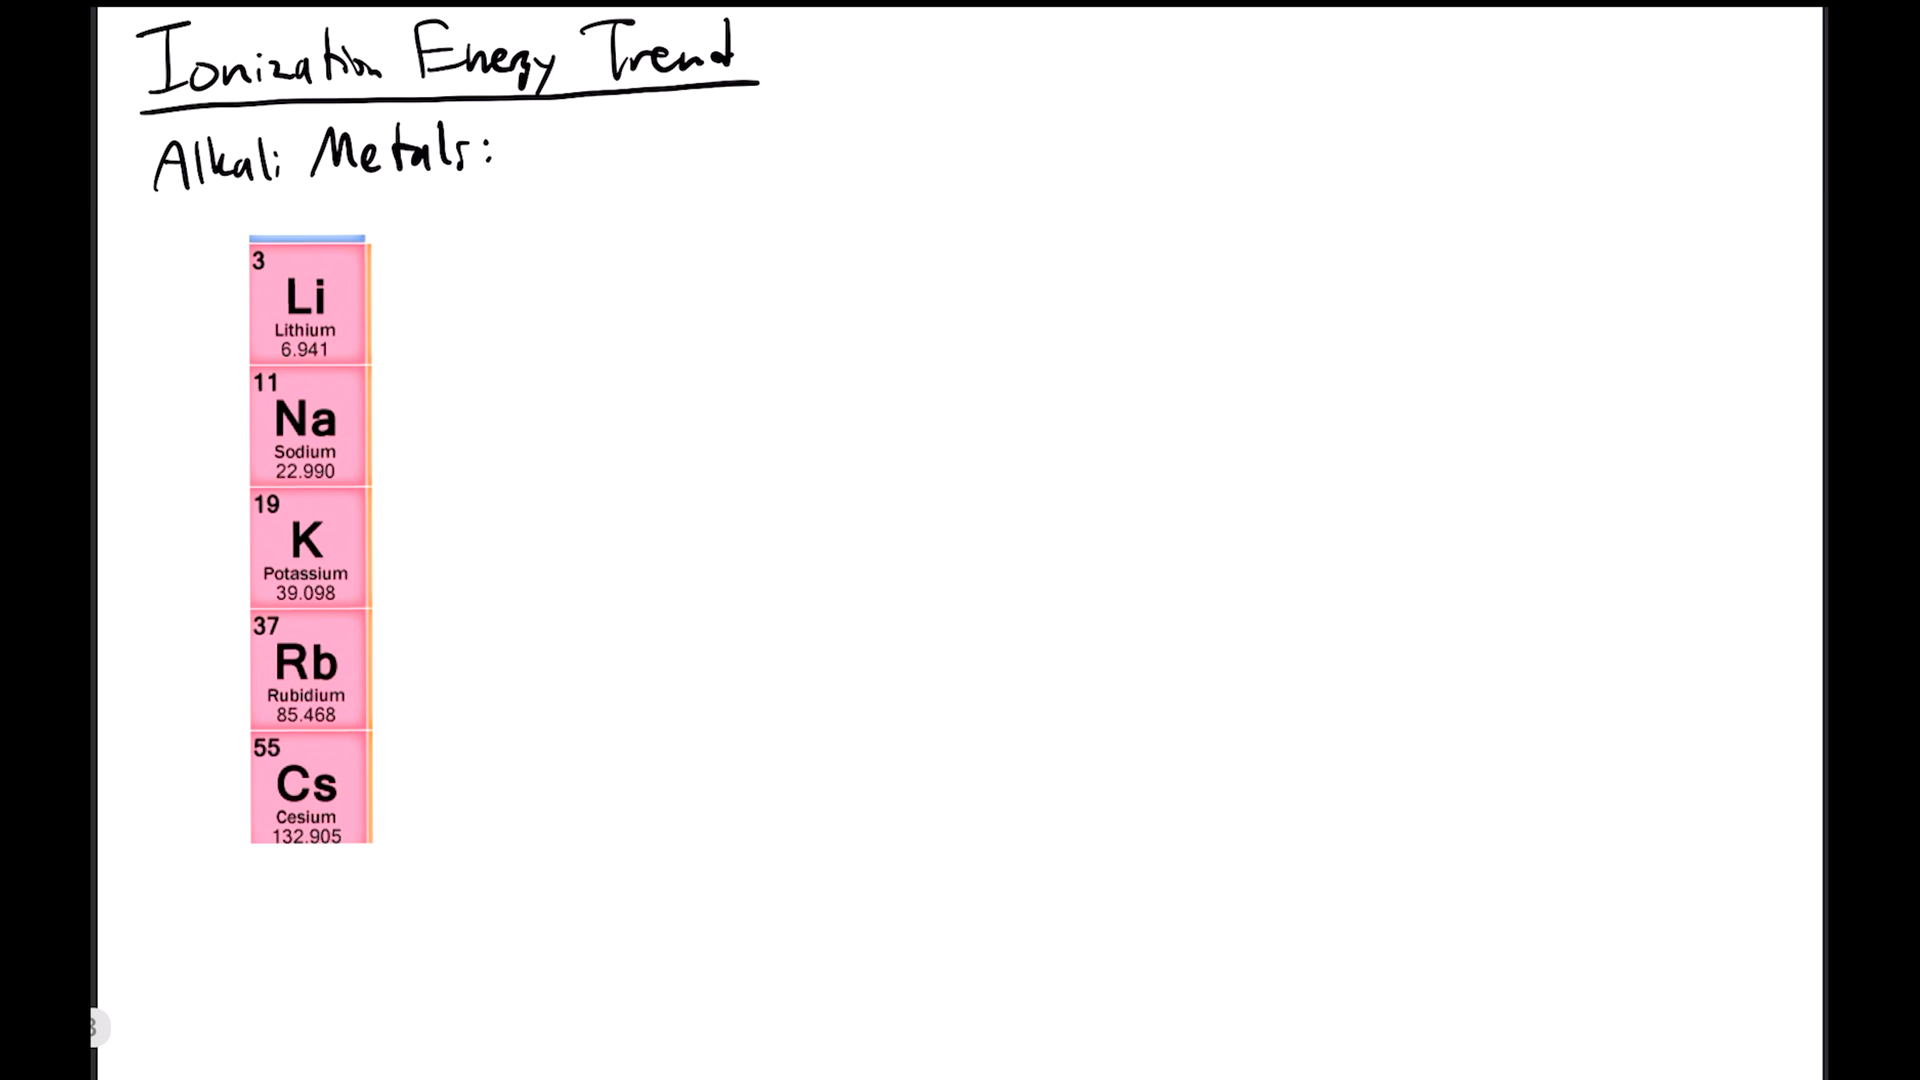 Ionization Energy Trend
Alkali Metals:
3
Li
Lithium
6.941
11
Na
Sodium
22.990
19
K
Potassium
39.098
37
Rb
Rubidium
85.468
55
Cs
Cesium
132.905